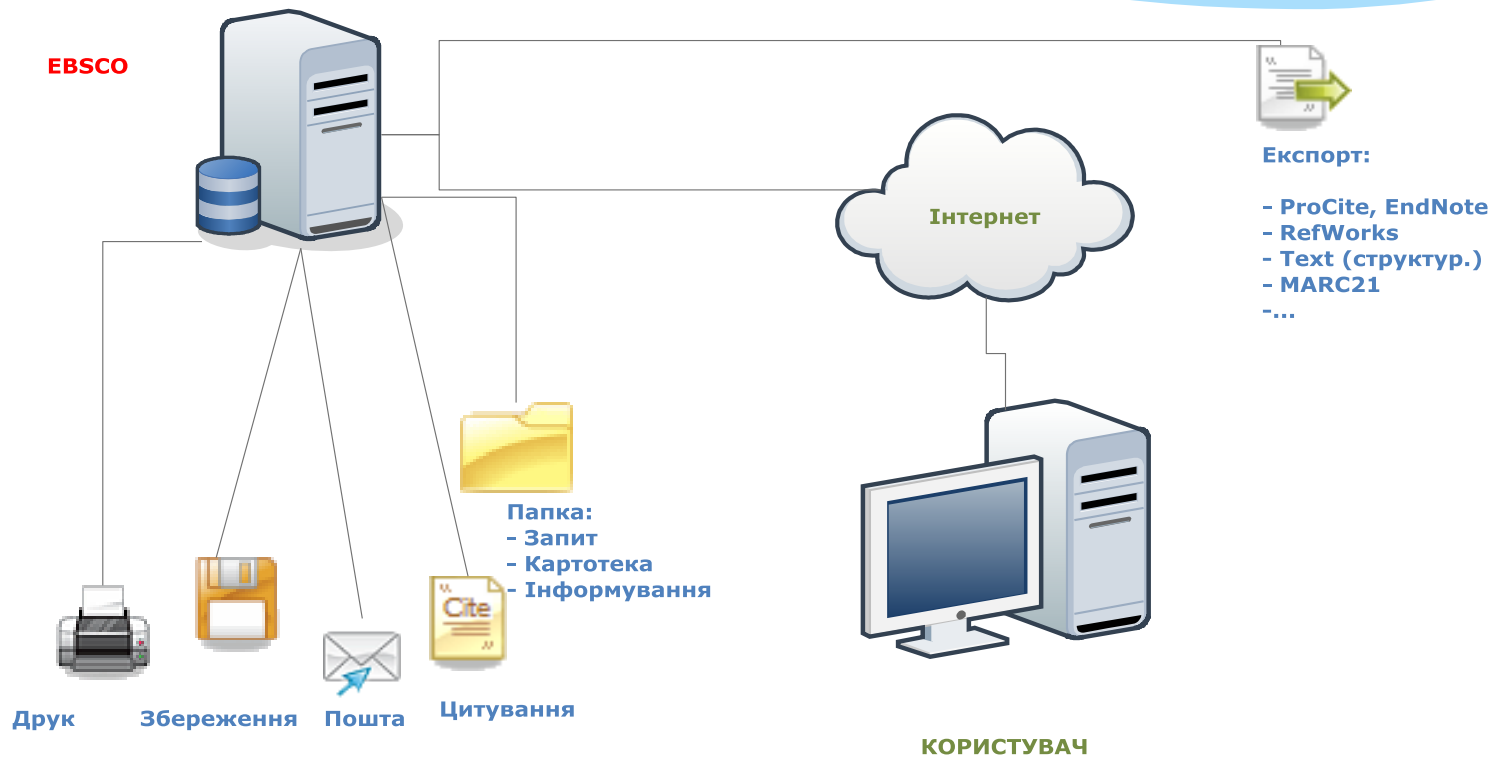 EBSCO
Інтернет
Експорт:
- ProCite, EndNote
- RefWorks
- Text (структур.)
- MARC21
-...
Папка:
- Запит
- Картотека
- Інформування
Cite
Друк
Збереження
Пошта
Цитування
КОРИСТУВАЧ